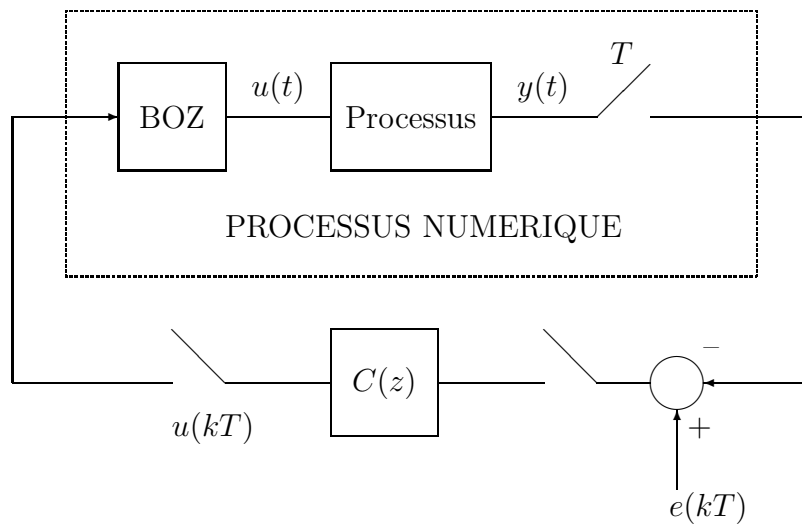 T
BOZ
u(t)
Processus
y(t)
PROCESSUS NUMERIQUE
u(kT)
C(z)
−
+
e(kT)